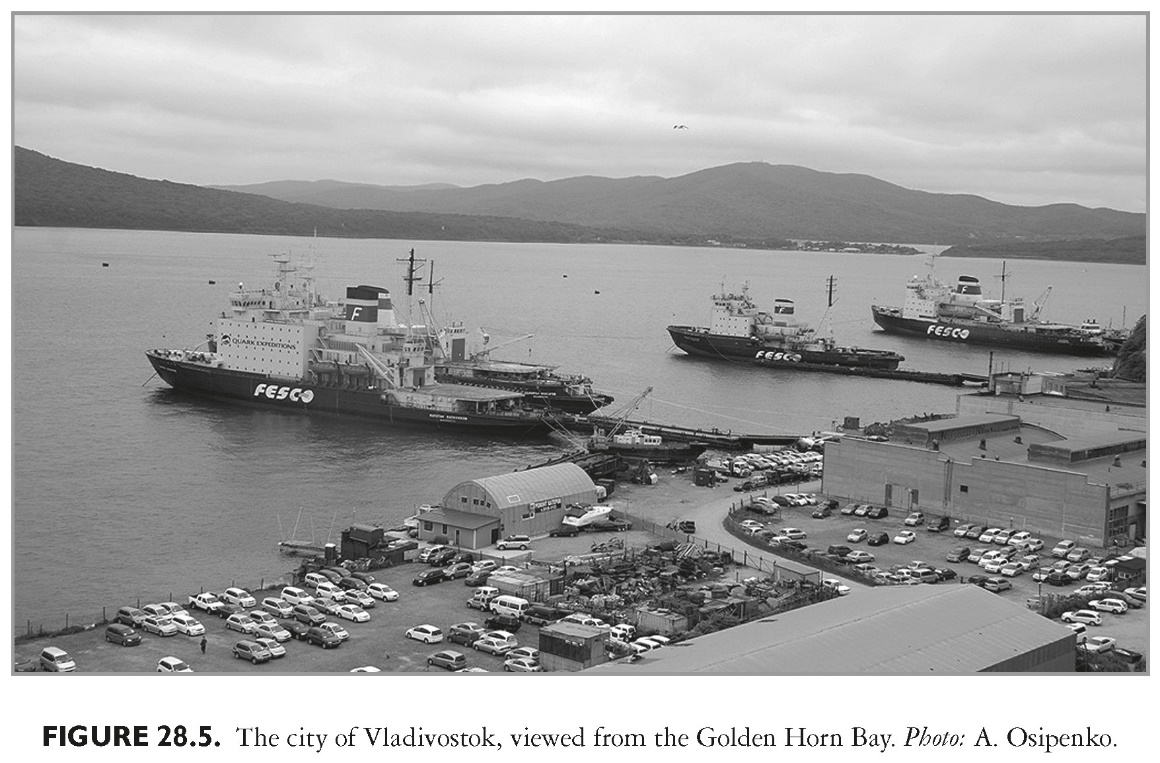 F
F
QUARK EXPEDITIONS
FESCO
FESCO
FESCO
FIGURE 28.5. The city of Vladivostok, viewed from the Golden Horn Bay. Photo: A. Osipenko.